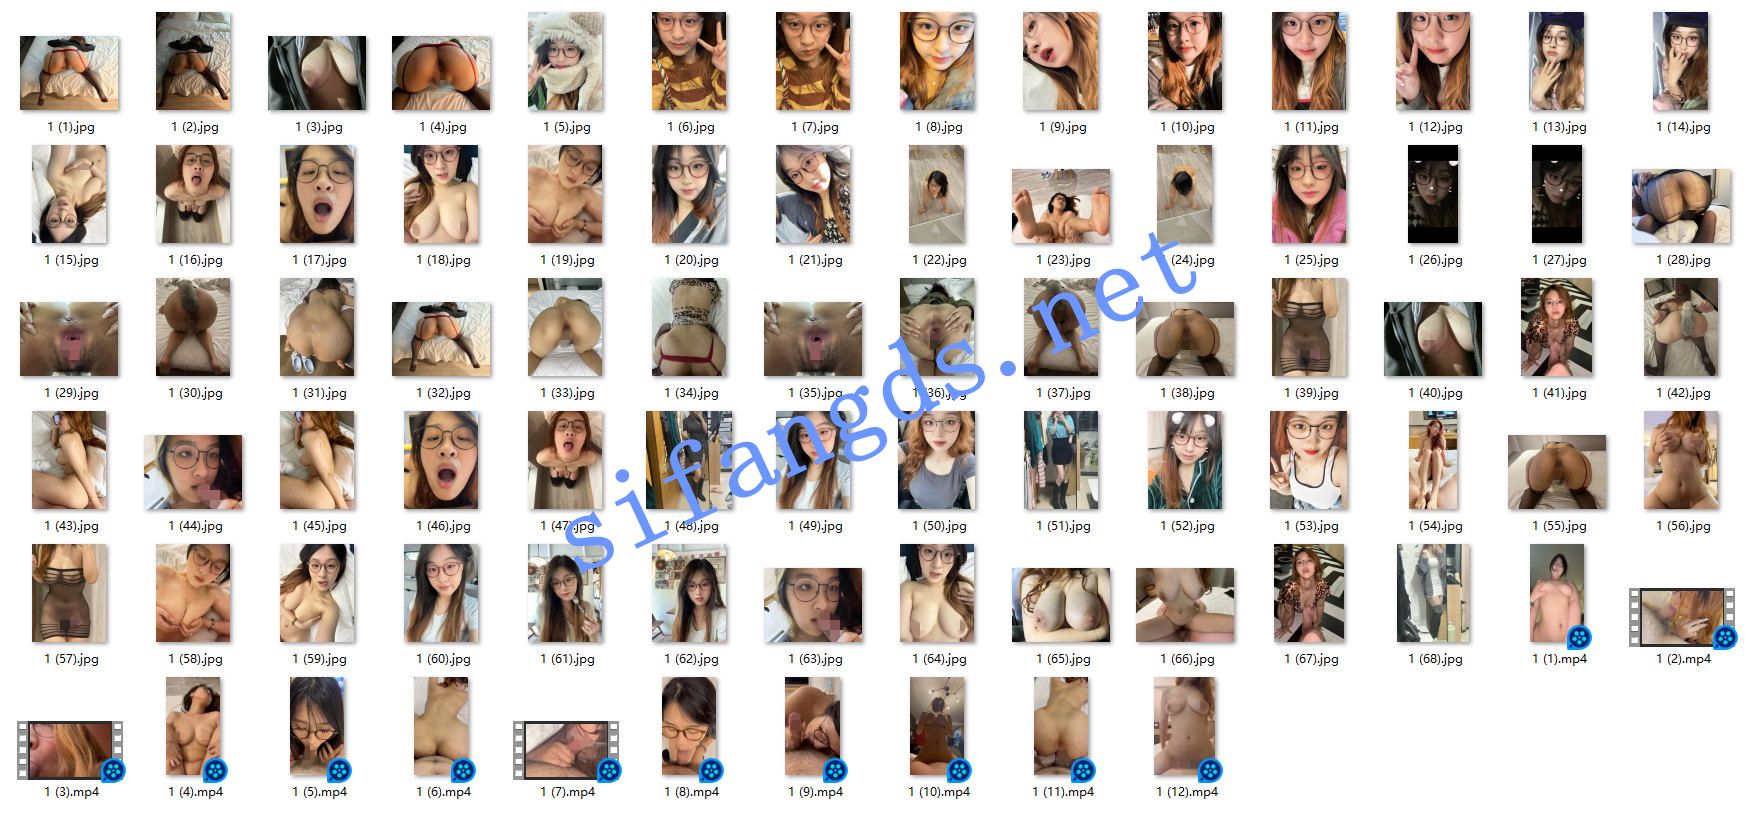 1 (1).jpg 1 (2).jpg 1 (3).jpg 1 (4).jpg 1 (5).jpg 1 (6).jpg 1 (7).jpg 1 (8).jpg 1 (9).jpg 1 (10).jpg 1 (11).jpg 1 (12).jpg 1 (13).jpg 1 (14).jpg
1 (15).jpg 1 (16).jpg 1 (17).jpg 1 (18).jpg 1 (19).jpg 1 (20).jpg 1 (21).jpg 1 (22).jpg 1 (23).jpg 1 (24).jpg 1 (25).jpg 1 (26).jpg 1 (27).jpg 1 (28).jpg
1 (29).jpg 1 (30).jpg 1 (31).jpg 1 (32).jpg 1 (33).jpg 1 (34).jpg 1 (35).jpg 1 (36).jpg 1 (37).jpg 1 (38).jpg 1 (39).jpg 1 (40).jpg 1 (41).jpg 1 (42).jpg
1 (43).jpg 1 (44).jpg 1 (45).jpg 1 (46).jpg 1 (47).jpg 1 (48).jpg 1 (49).jpg 1 (50).jpg 1 (51).jpg 1 (52).jpg 1 (53).jpg 1 (54).jpg 1 (55).jpg 1 (56).jpg
1 (57).jpg 1 (58).jpg 1 (59).jpg 1 (60).jpg 1 (61).jpg 1 (62).jpg 1 (63).jpg 1 (64).jpg 1 (65).jpg 1 (66).jpg 1 (67).jpg 1 (68).jpg 1 (1).mp4 1 (2).mp4
1 (3).mp4 1 (4).mp4 1 (5).mp4 1 (6).mp4 1 (7).mp4 1 (8).mp4 1 (9).mp4 1 (10).mp4 1 (11).mp4 1 (12).mp4
sifangds.net